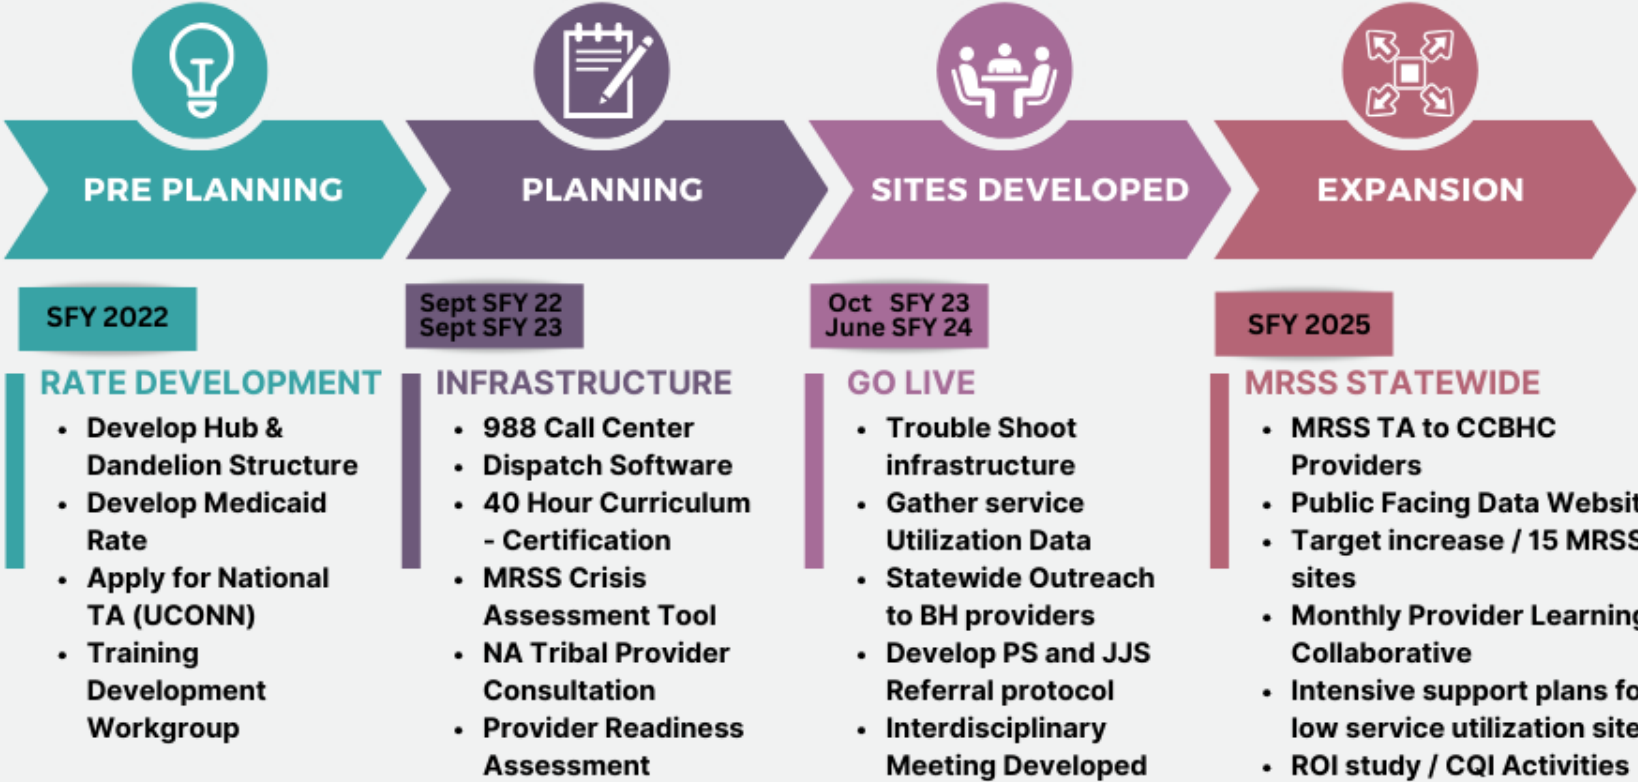 PRE PLANNING
PLANNING
SITES DEVELOPED
EXPANSION
SFY 2022
RATE DEVELOPMENT
• Develop Hub &
Dandelion Structure
• Develop Medicaid
Rate
• Apply for National
TA (UCONN)
• Training
Development
Workgroup
Sept SFY 22
Sept SFY 23
INFRASTRUCTURE
• 988 Call Center
• Dispatch Software
• 40 Hour Curriculum
- Certification
• MRSS Crisis
Assessment Tool
• NA Tribal Provider
Consultation
• Provider Readiness
Assessment
Oct SFY 23
June SFY 24
GO LIVE
• Trouble Shoot
infrastructure
• Gather service
Utilization Data
• Statewide Outreach
to BH providers
• Develop PS and JJS
Referral protocol
• Interdisciplinary
Meeting Developed
SFY 2025
MRSS STATEWIDE
• MRSS TA to CCBHC
Providers
• Public Facing Data Websit
• Target increase / 15 MRSS
sites
• Monthly Provider Learning
Collaborative
• Intensive support plans fo
low service utilization site
• ROI study / CQI Activities